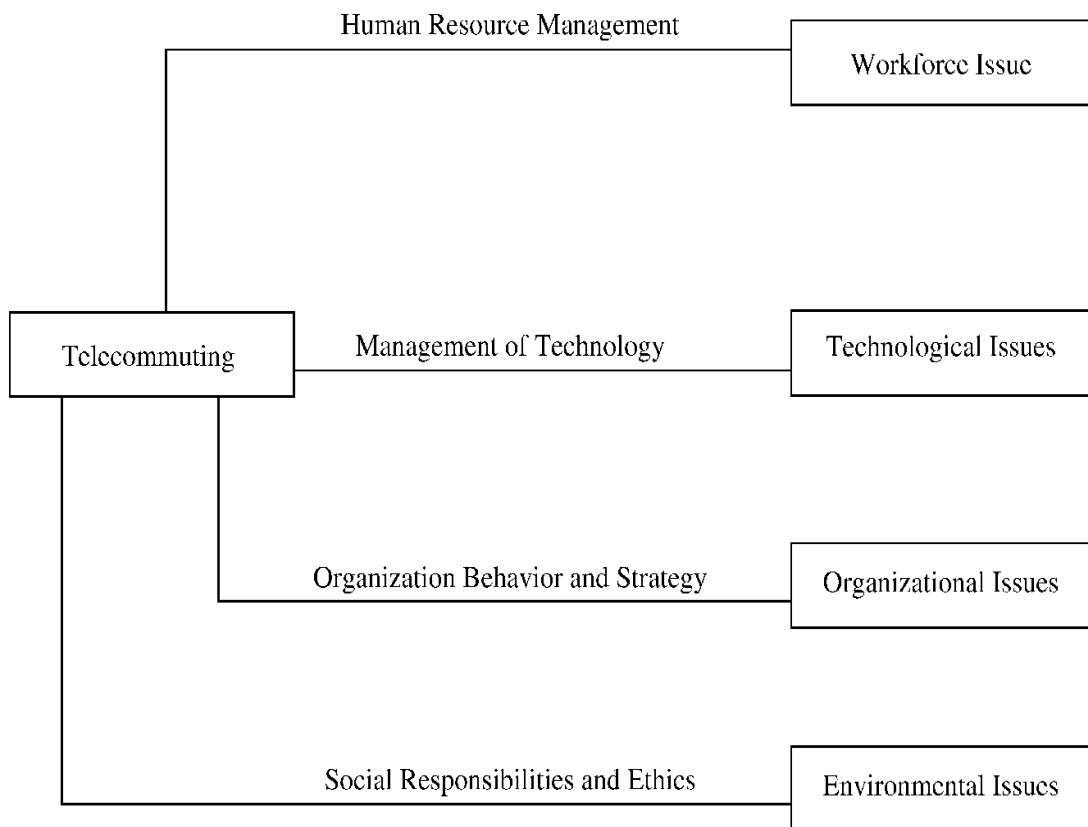 Human Resource Management
Workforce Issue
Telecommuting
Management of Technology
Technological Issues
Organization Behavior and Strategy
Organizational Issues
Social Responsibilities and Ethics
Environmental Issues